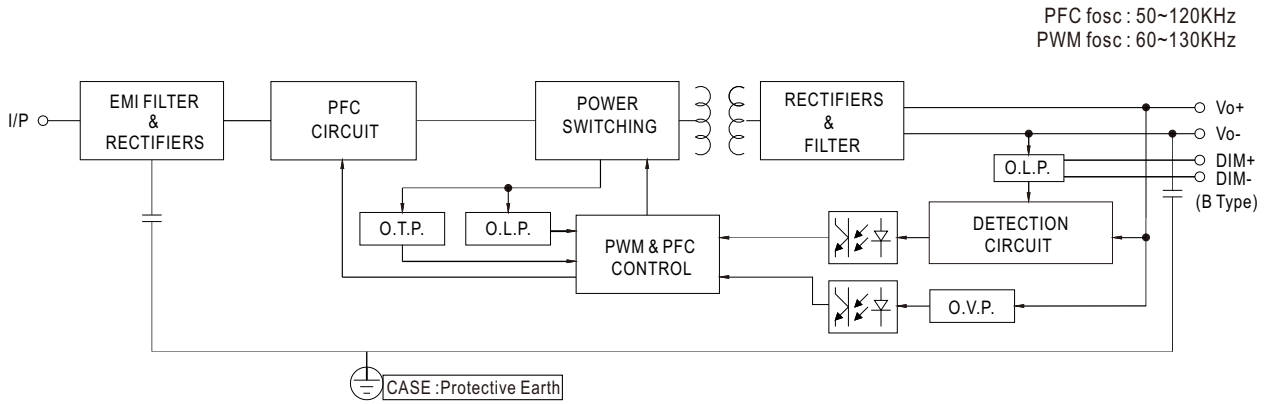 PFC fosc : 50~120KHz
PWM fosc : 60~130KHz
I/P
EMI FILTER
&
RECTIFIERS
PFC
CIRCUIT
POWER
SWITCHING
RECTIFIERS
&
FILTER
Vo+
Vo-
DIM+
DIM-
(B Type)
O.L.P.
O.T.P.
O.L.P.
PWM & PFC
CONTROL
DETECTION
CIRCUIT
O.V.P.
CASE :Protective Earth